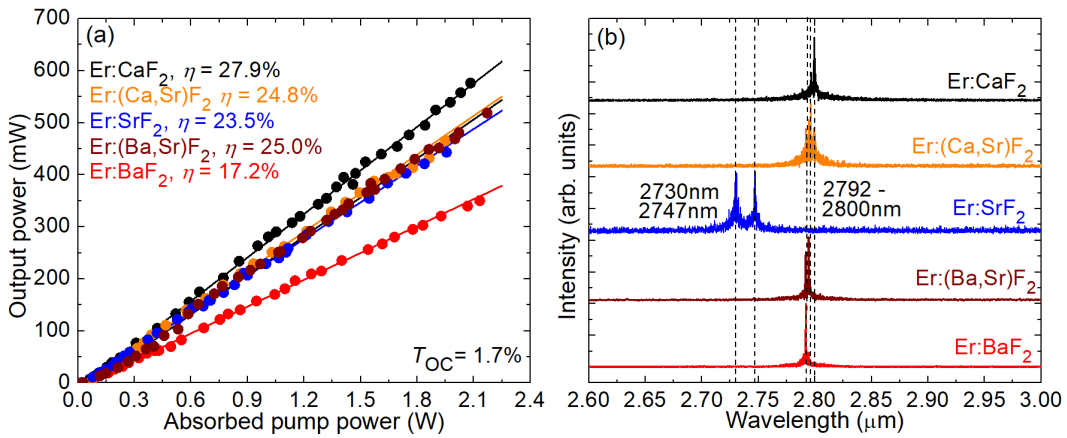 (a)
Er:CaF2, η = 27.9%
Er:(Ca,Sr)F2 η = 24.8%
Er:SrF2, η = 23.5%
Er:(Ba,Sr)F2, η = 25.0%
Er:BaF2, η = 17.2%
TOC= 1.7%
Output power (mW)
700
600
500
400
300
200
100
0
0.0 0.3 0.6 0.9 1.2 1.5 1.8 2.1 2.4
Absorbed pump power (W)
(b)
Er:CaF2
Er:(Ca,Sr)F2
2730nm
2747nm
2792 -
2800nm
Er:SrF2
Er:(Ba,Sr)F2
Er:BaF2
Intensity (arb. units)
2.60 2.65 2.70 2.75 2.80 2.85 2.90 2.95 3.00
Wavelength (μm)